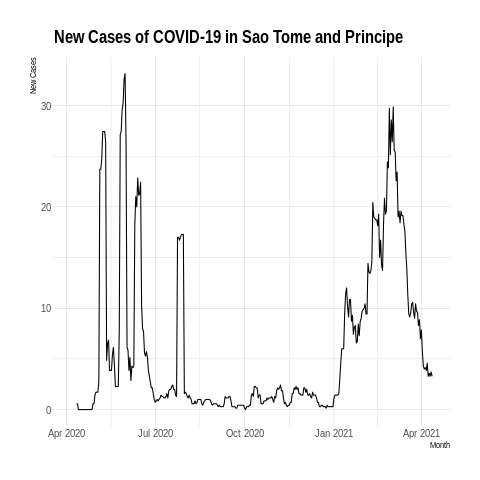 New Cases of COVID-19 in Sao Tome and Principe
New Cases
30
20
10
0
Apr 2020
Jul 2020
Oct 2020
Jan 2021
Apr 2021
Month